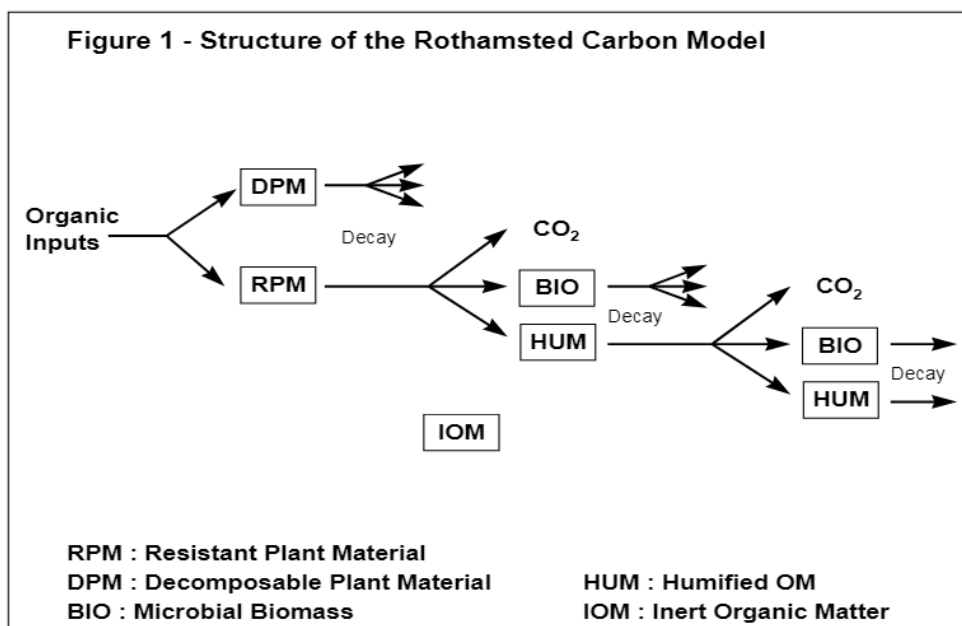 Figure 1 - Structure of the Rothamsted Carbon Model
DPM
Organic
Inputs
Decay
RPM
CO₂
BIO
HUM
Decay
CO₂
BIO
Decay
HUM
IOM
RPM : Resistant Plant Material
DPM : Decomposable Plant Material
HUM : Humified OM
BIO : Microbial Biomass
IOM : Inert Organic Matter